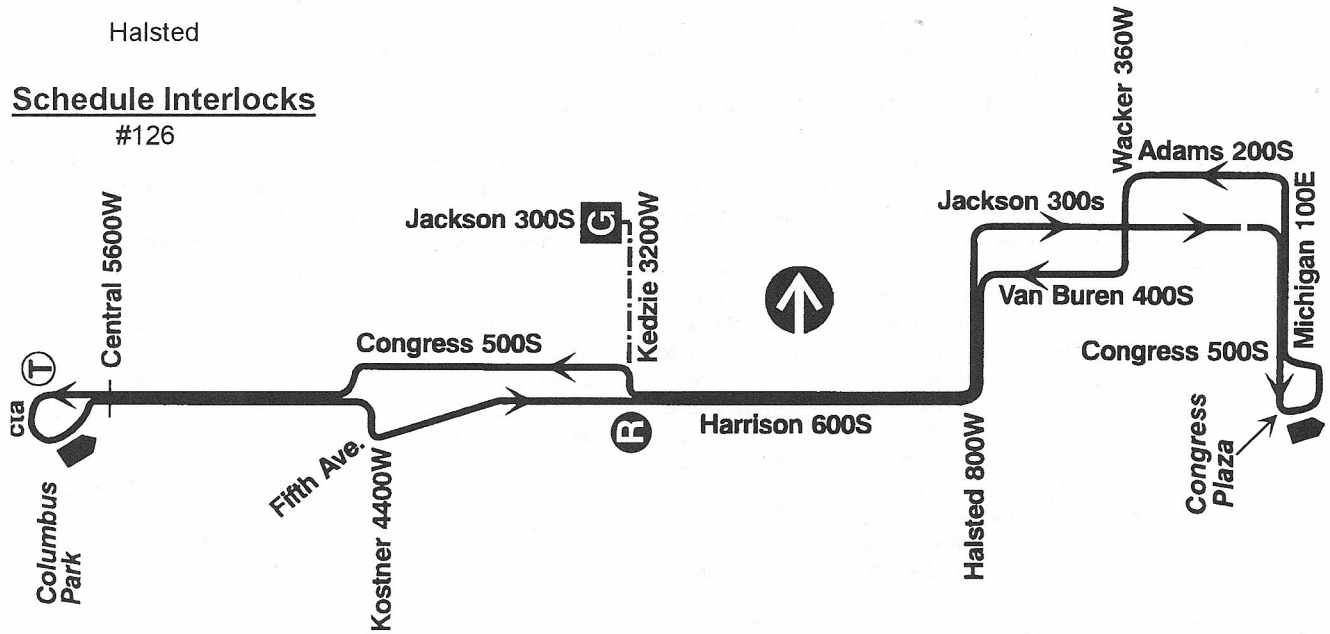 Halsted
Schedule Interlocks
#126
Wacker 360W
Adams 200S
Jackson 300s
Jackson 300S
G
Kedzie 3200W
Central 5600W
Van Buren 400S
Michigan 100E
Congress 500S
Congress 500S
T
cta
R
Harrison 600S
Fifth Ave.
Kostner 4400W
Halsted 800W
Congress
Plaza
Columbus
Park